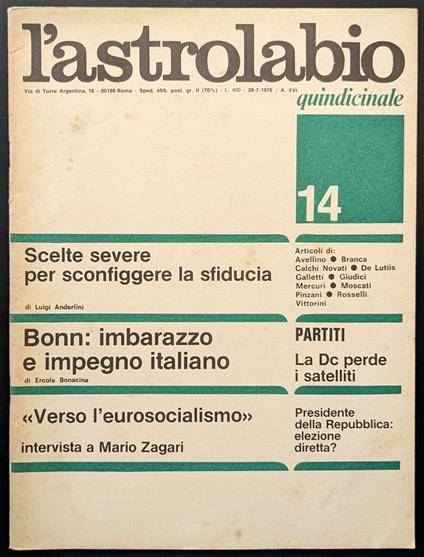 l'astrolabio
Via di Torre Argentina, 18 - 00186 Roma - Sped. abb. post. gr. II (70%) - L. 400 - 28-7-1978 / A. XVI
quindicinale
14
Scelte severe
per sconfiggere la sfiducia
di Luigi Anderlini
Articoli di:
Avellino ● Branca
Calchi Novati ● De Lutiis
Galletti ● Giudici
Mercuri ● Moscati
Pinzani ● Rosselli
Vittorini
Bonn: imbarazzo
e impegno italiano
di Ercole Bonacina
PARTITI
La Dc perde
i satelliti
«Verso l'eurosocialismo»
intervista a Mario Zagari
Presidente
della Repubblica:
elezione
diretta?